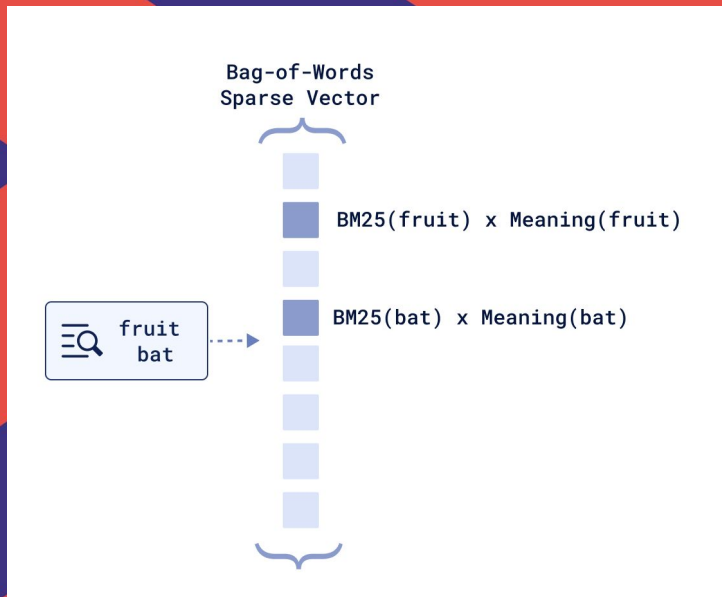 Bag-of-Words
Sparse Vector
BM25(fruit) x Meaning(fruit)
fruit
bat
BM25(bat) x Meaning(bat)